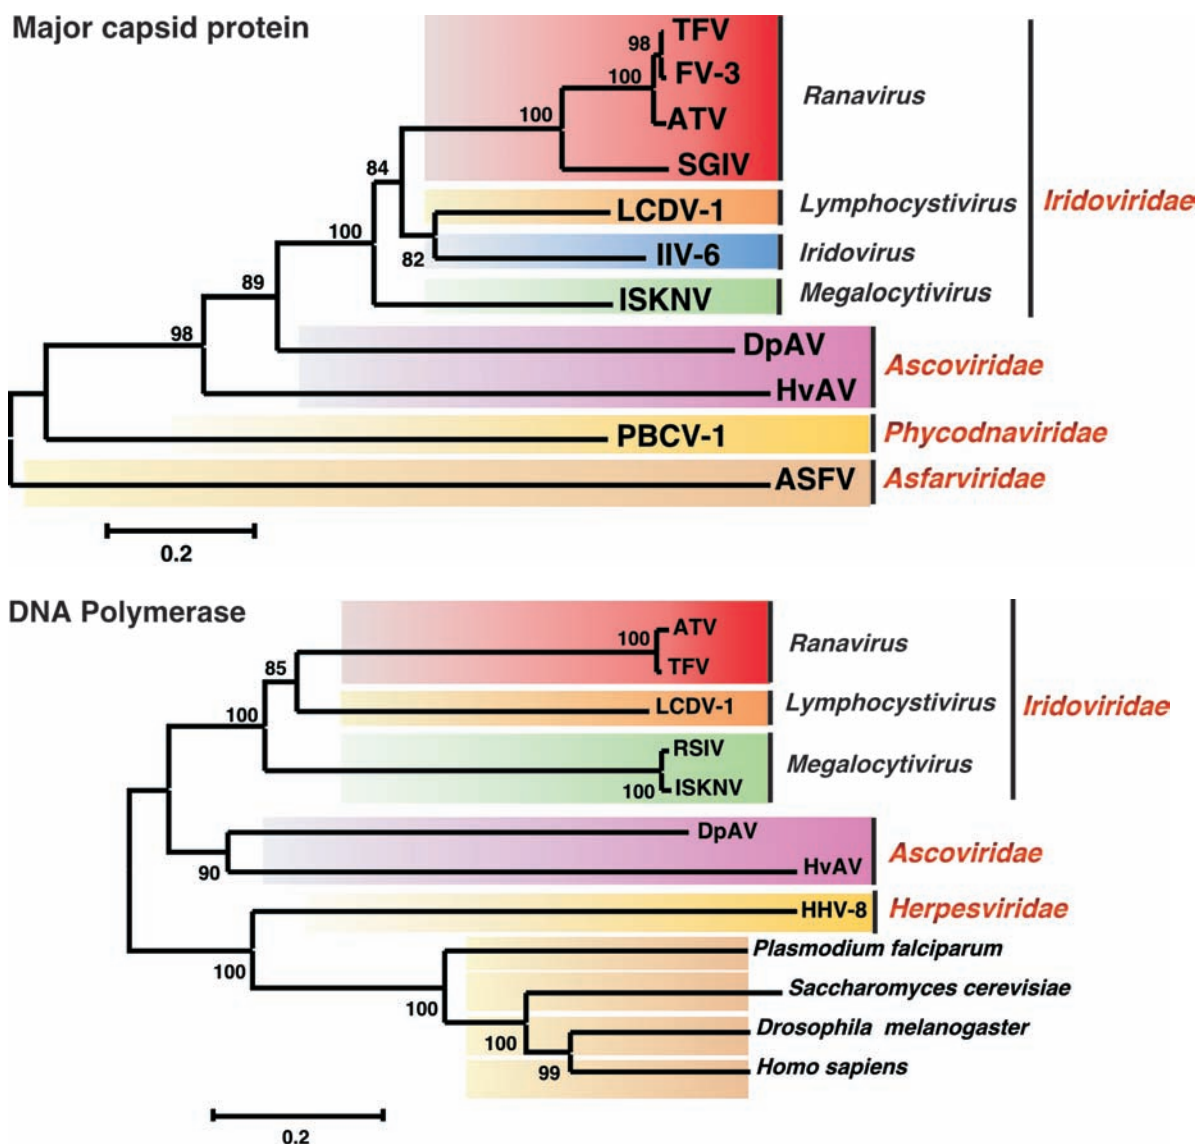 Major capsid protein
TFV
98
FV-3
100
Ranavirus
100
ATV
SGIV
84
LCDV-1
Lymphocystivirus
Iridoviridae
100
82
IIV-6
Iridovirus
89
ISKNV
Megalocytivirus
98
DpAV
Ascoviridae
HvAV
PBCV-1
Phycodnaviridae
ASFV
Asfarviridae
0.2
DNA Polymerase
ATV
100
Ranavirus
85
TFV
LCDV-1
Lymphocystivirus
Iridoviridae
100
RSIV
Megalocytivirus
100
ISKNV
DpAV
Ascoviridae
90
HvAV
HHV-8
Herpesviridae
100
Plasmodium falciparum
Saccharomyces cerevisiae
100
Drosophila melanogaster
100
99
Homo sapiens
0.2